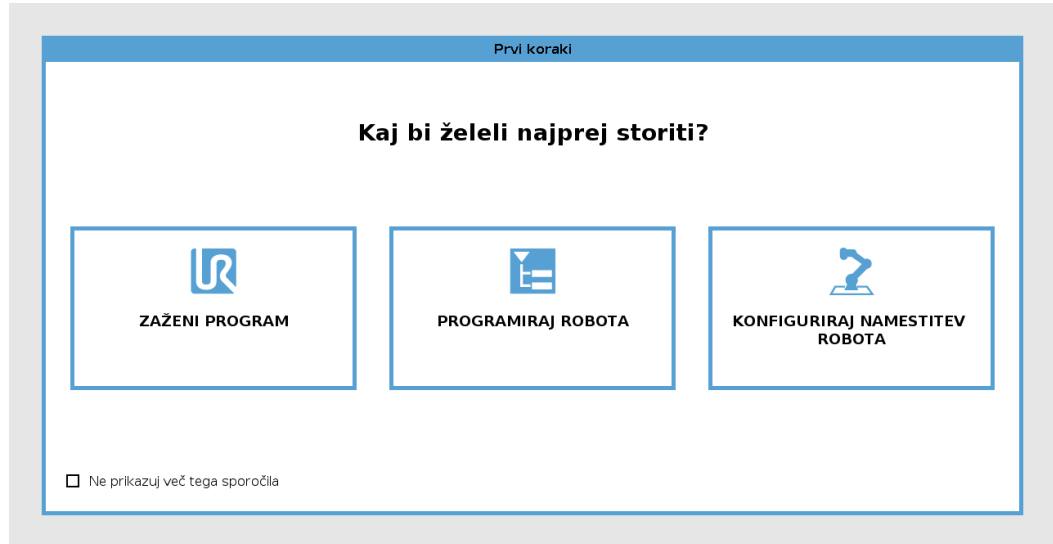 Prvi koraki
Kaj bi želeli najprej storiti?
ZAŽENI PROGRAM
PROGRAMIRAJ ROBOTA
KONFIGURIRAJ NAMESTITEV
ROBOTA
Ne prikazuj več tega sporočila